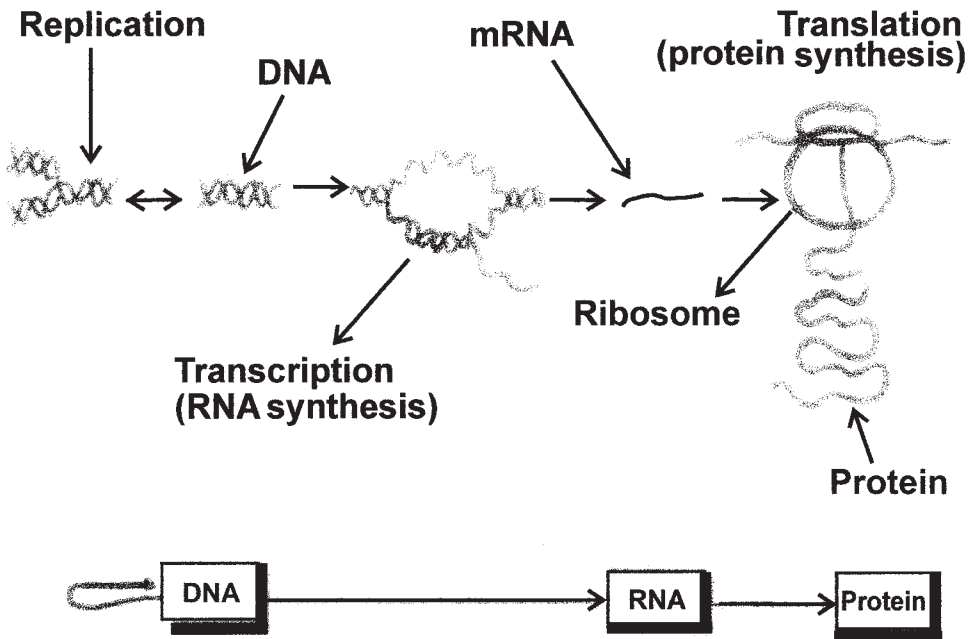 Replication
DNA
mRNA
Translation
(protein synthesis)
Ribosome
Transcription
(RNA synthesis)
Protein
DNA
RNA
Protein